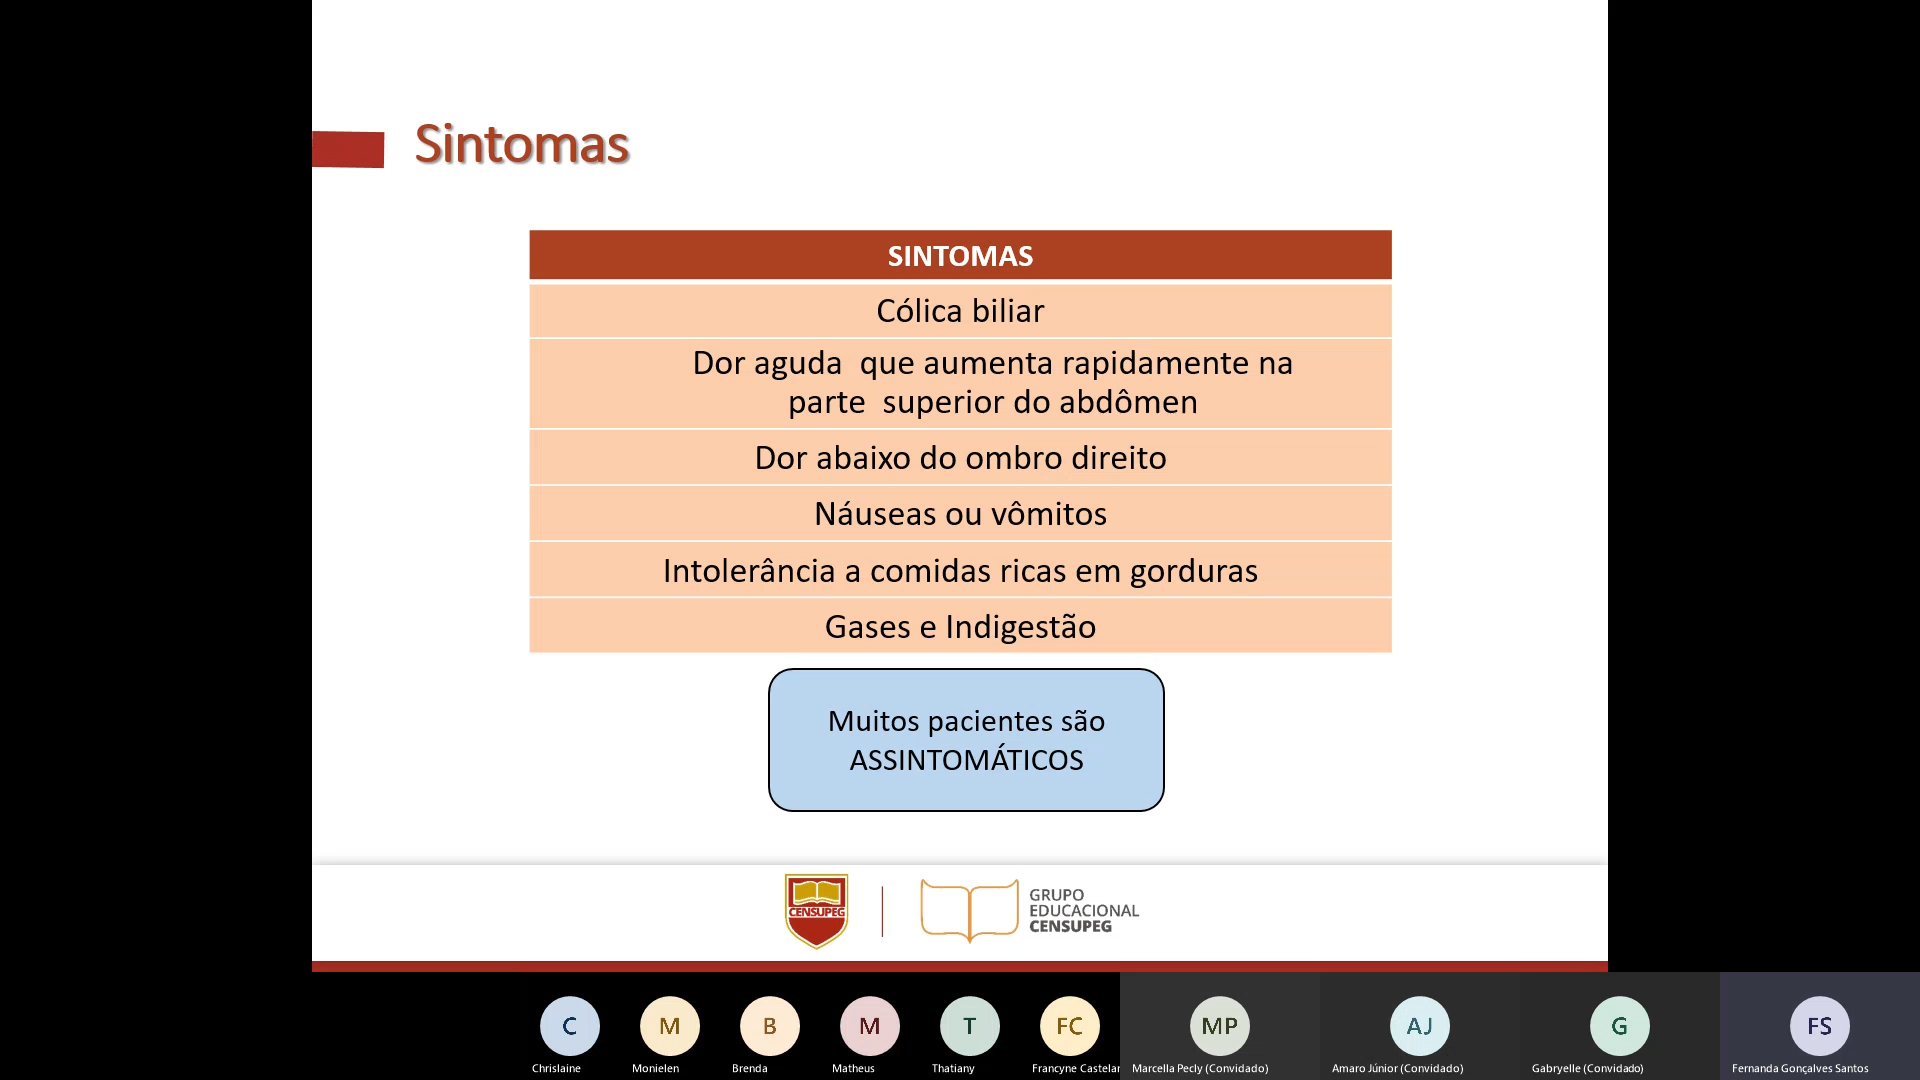 Sintomas
SINTOMAS
Cólica biliar
Dor aguda  que aumenta rapidamente na
parte  superior do abdômen
Dor abaixo do ombro direito
Náuseas ou vômitos
Intolerância a comidas ricas em gorduras
Gases e Indigestão
Muitos pacientes são
ASSINTOMÁTICOS
CENSUPEG
GRUPO
EDUCACIONAL
CENSUPEG
C
M
B
M
T
FC
MP
AJ
G
FS
Chrislaine
Monielen
Brenda
Matheus
Thatiany
Francyne Castelar
Marcella Pecly (Convidado)
Amaro Júnior (Convidado)
Gabryelle (Convidado)
Fernanda Gonçalves Santos